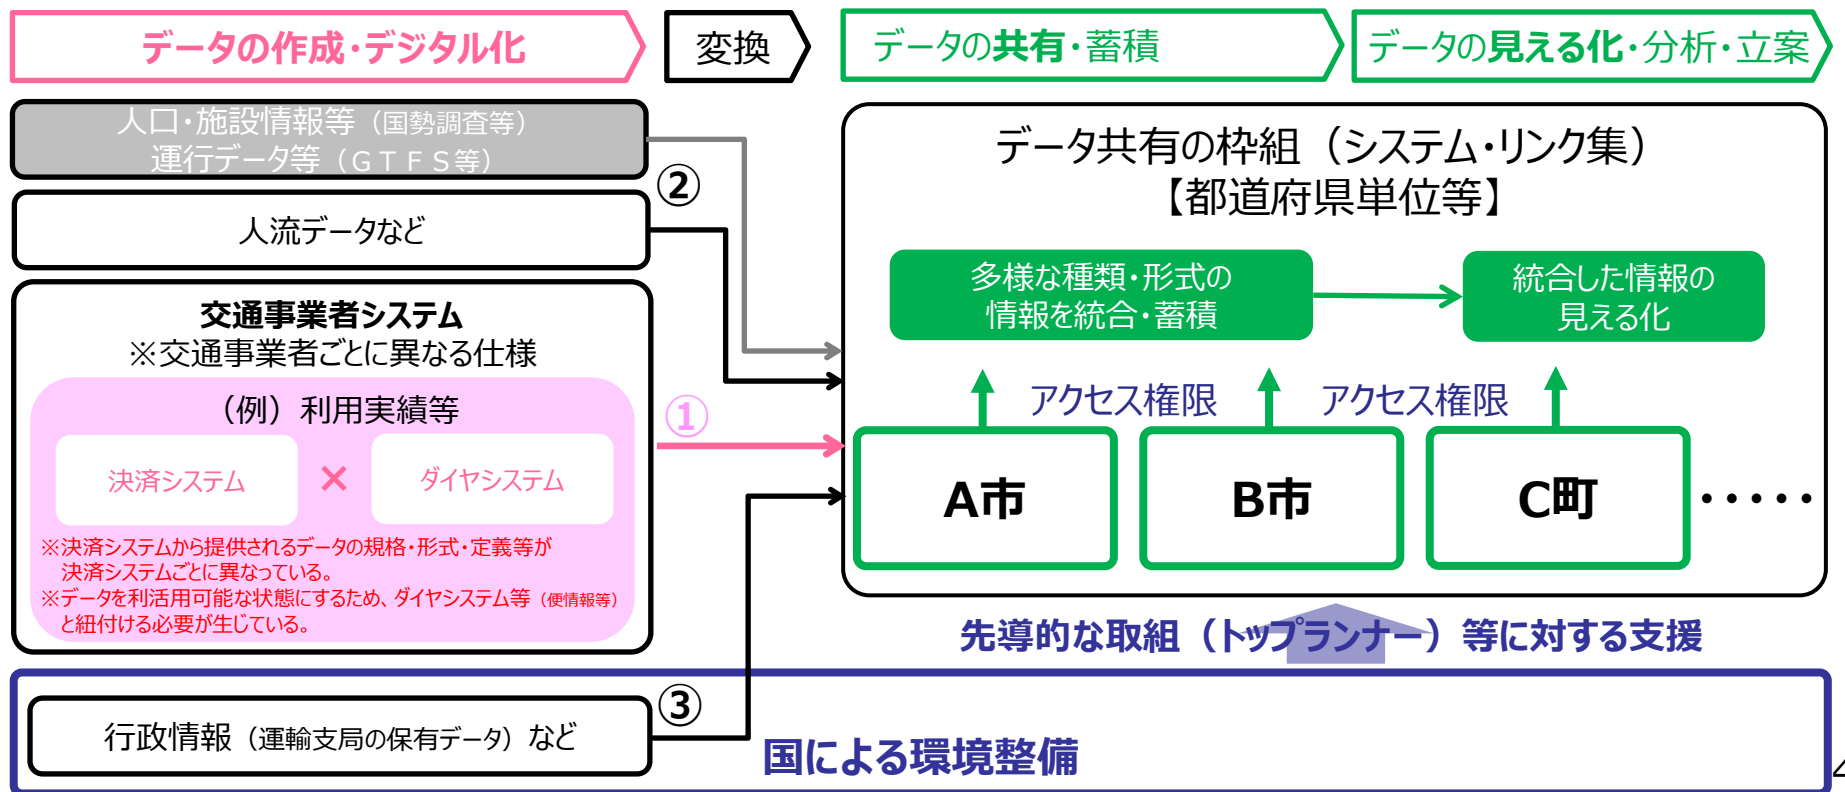 データの作成・デジタル化
変換
データの共有・蓄積
データの見える化・分析・立案
人口・施設情報等（国勢調査等）
運行データ等（ＧＴＦＳ等）
②
人流データなど
交通事業者システム
※交通事業者ごとに異なる仕様
（例）利用実績等
決済システム
×
ダイヤシステム
※決済システムから提供されるデータの規格・形式・定義等が
決済システムごとに異なっている。
※データを利活用可能な状態にするため、ダイヤシステム等（便情報等）
と紐付ける必要が生じている。
①
データ共有の枠組（システム・リンク集）
【都道府県単位等】
多様な種類・形式の
情報を統合・蓄積
統合した情報の
見える化
アクセス権限
アクセス権限
A市
B市
C町
・・・・・
先導的な取組（トップランナー）等に対する支援
③
行政情報（運輸支局の保有データ）など
国による環境整備